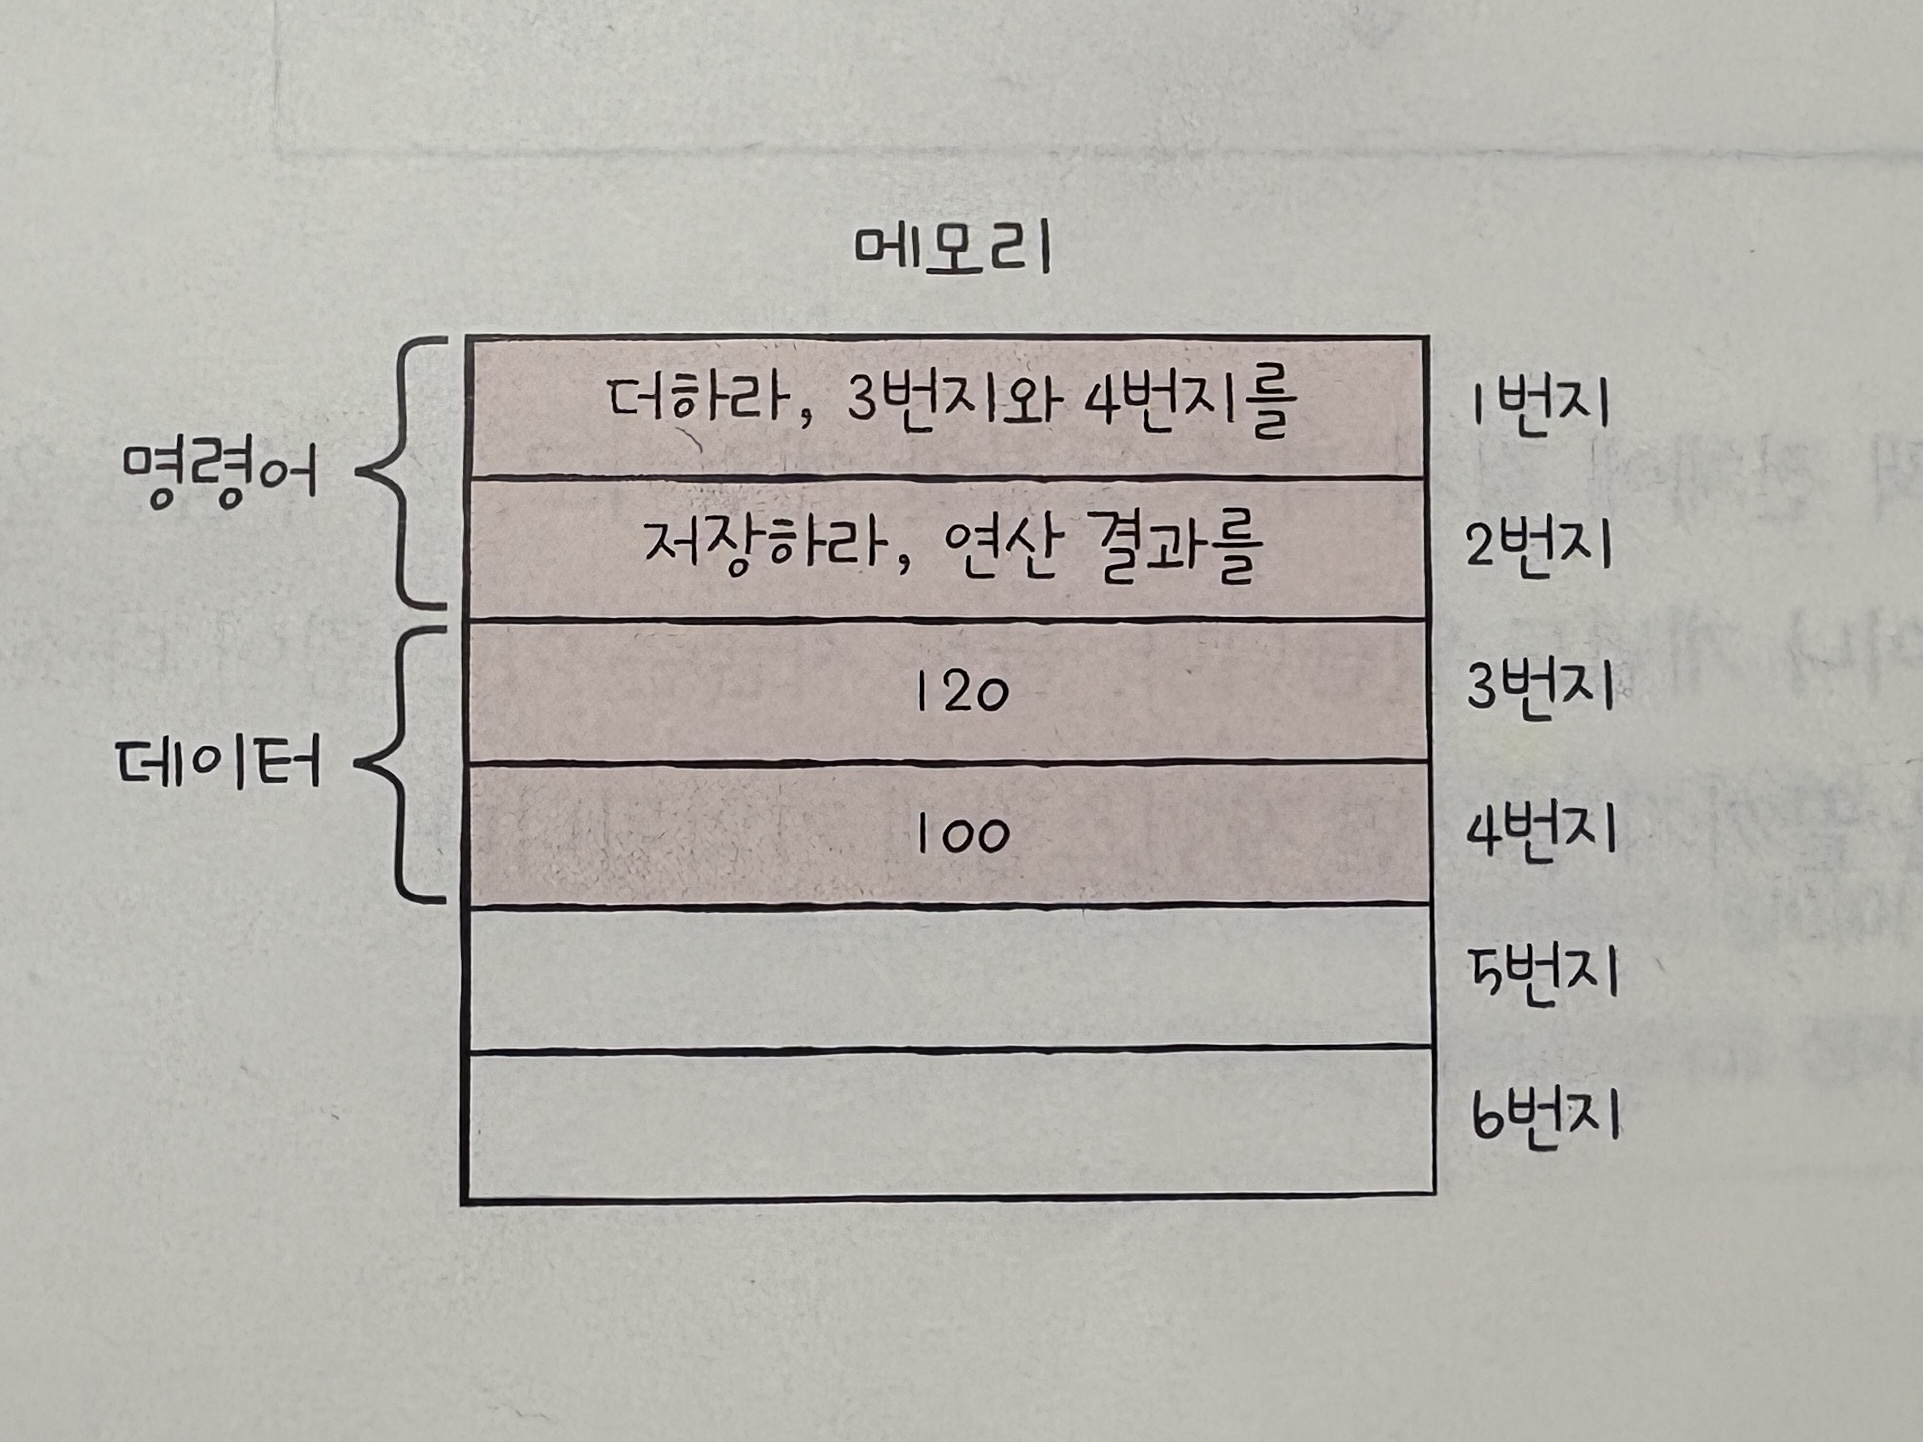 메모리
명령어
더하라, 3번지와 4번지를 1번지
저장하라, 연산 결과를 2번지
데이터
120 3번지
100 4번지
5번지
6번지